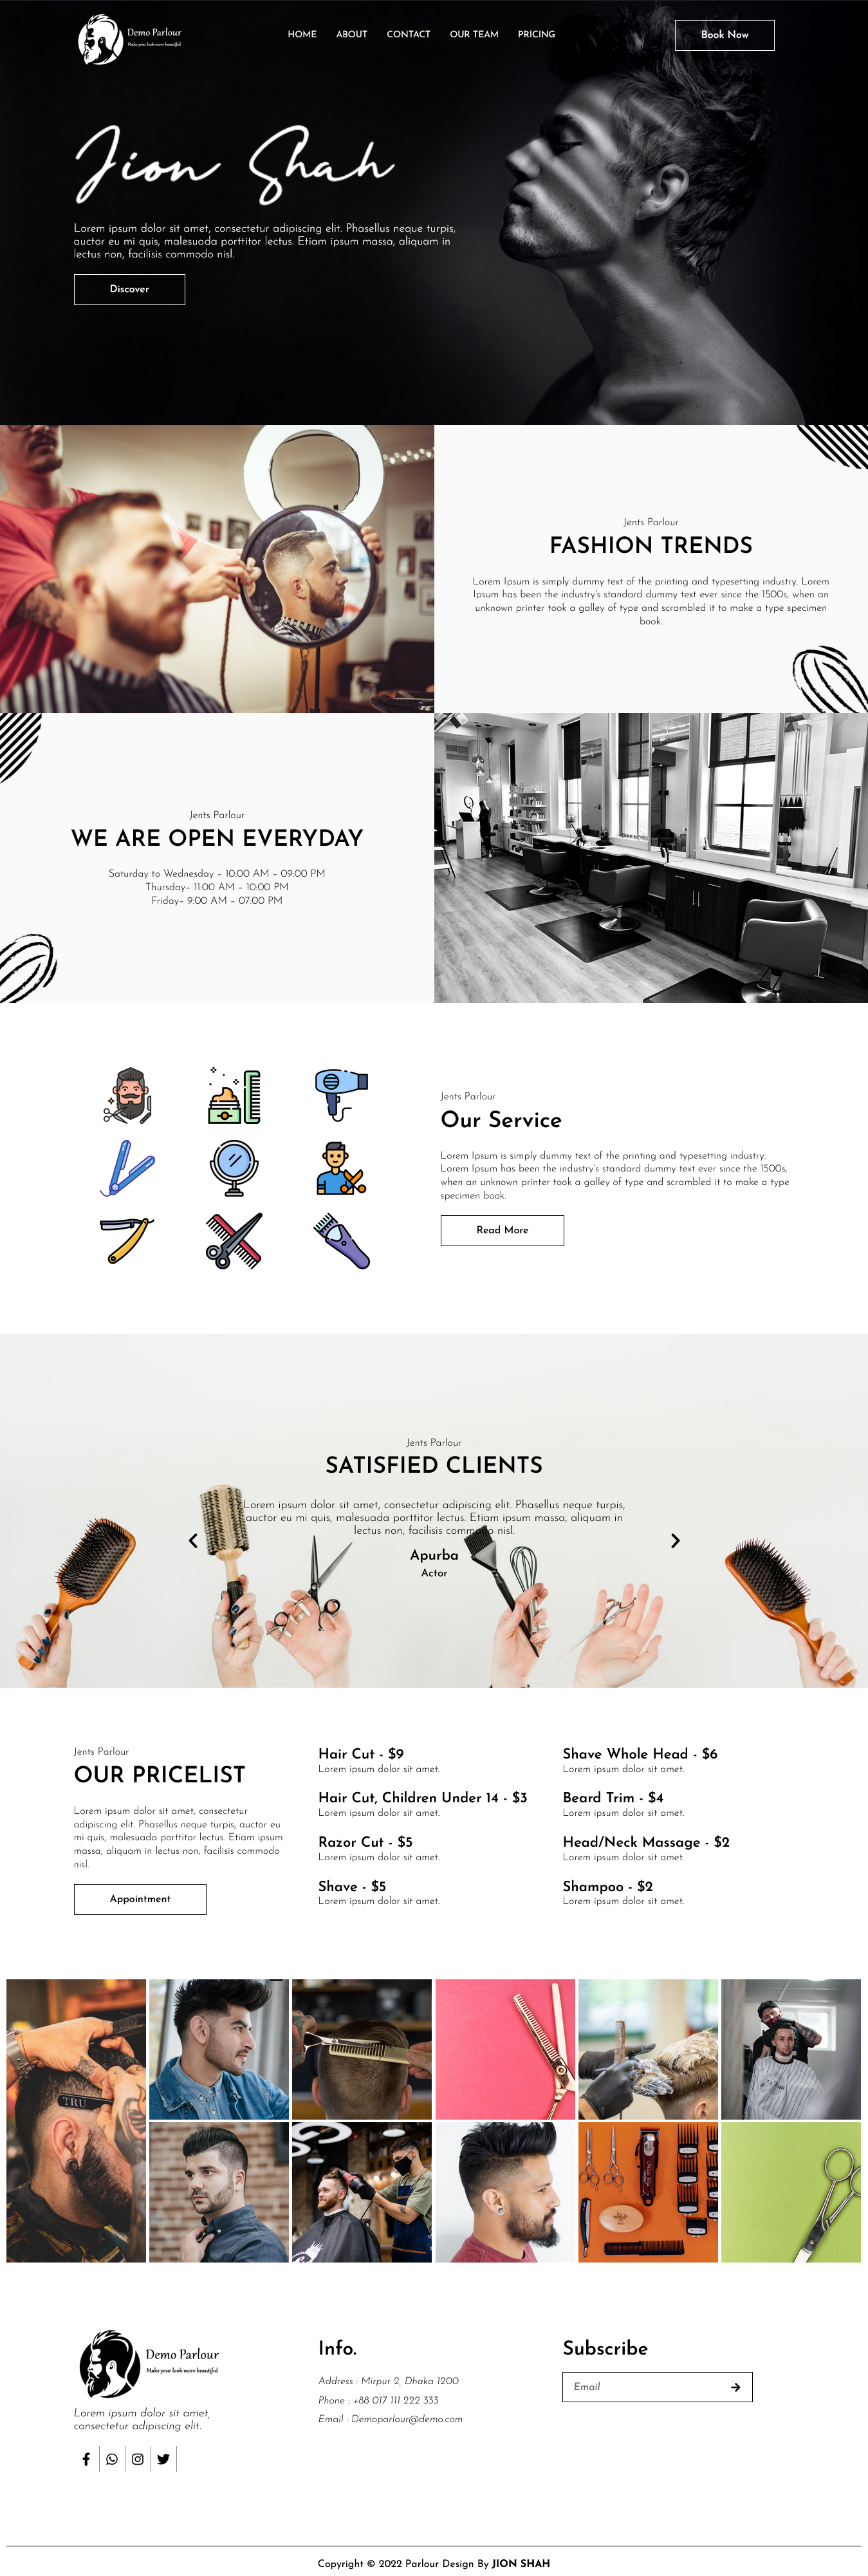 Demo Parlour
Make your look more beautiful
HOME ABOUT CONTACT OUR TEAM PRICING
Book Now
Jion Shah
Lorem ipsum dolor sit amet, consectetur adipiscing elit. Phasellus neque turpis,
auctor eu mi quis, malesuada porttitor lectus. Etiam ipsum massa, aliquam in
lectus non, facilisis commodo nisl.
Discover
Jents Parlour
FASHION TRENDS
Lorem Ipsum is simply dummy text of the printing and typesetting industry. Lorem
Ipsum has been the industry's standard dummy text ever since the 1500s, when an
unknown printer took a galley of type and scrambled it to make a type specimen
book.
Jents Parlour
WE ARE OPEN EVERYDAY
Saturday to Wednesday – 10:00 AM – 09:00 PM
Thursday– 11:00 AM – 10:00 PM
Friday– 9:00 AM – 07:00 PM
Jents Parlour
Our Service
Lorem Ipsum is simply dummy text of the printing and typesetting industry.
Lorem Ipsum has been the industry's standard dummy text ever since the 1500s,
when an unknown printer took a galley of type and scrambled it to make a type
specimen book.
Read More
Jents Parlour
SATISFIED CLIENTS
Lorem ipsum dolor sit amet, consectetur adipiscing elit. Phasellus neque turpis,
auctor eu mi quis, malesuada porttitor lectus. Etiam ipsum massa, aliquam in
lectus non, facilisis commodo nisl.
Apurba
Actor
Jents Parlour
OUR PRICELIST
Lorem ipsum dolor sit amet, consectetur
adipiscing elit. Phasellus neque turpis, auctor eu
mi quis, malesuada porttitor lectus. Etiam ipsum
massa, aliquam in lectus non, facilisis commodo
nisl.
Appointment
Hair Cut - $9
Lorem ipsum dolor sit amet.
Hair Cut, Children Under 14 - $3
Lorem ipsum dolor sit amet.
Razor Cut - $5
Lorem ipsum dolor sit amet.
Shave - $5
Lorem ipsum dolor sit amet.
Shave Whole Head - $6
Lorem ipsum dolor sit amet.
Beard Trim - $4
Lorem ipsum dolor sit amet.
Head/Neck Massage - $2
Lorem ipsum dolor sit amet.
Shampoo - $2
Lorem ipsum dolor sit amet.
TRU
Demo Parlour
Make your look more beautiful
Lorem ipsum dolor sit amet,
consectetur adipiscing elit.
Info.
Address : Mirpur 2, Dhaka 1200
Phone : +88 017 111 222 333
Email : Demoparlour@demo.com
Subscribe
Email
Copyright © 2022 Parlour Design By JION SHAH